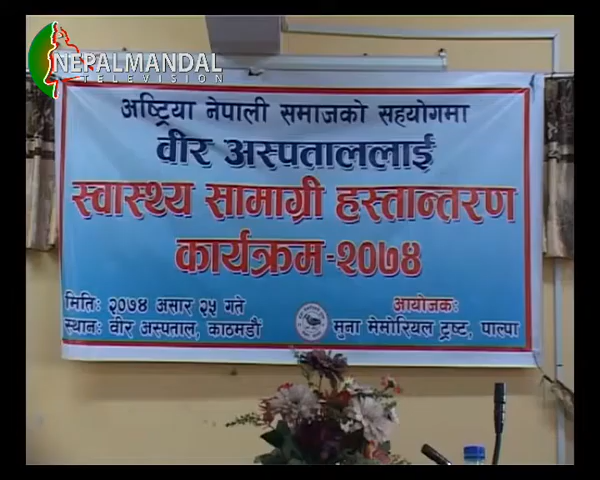 NEPALMANDAL
TELEVISION
अष्ट्रिया नेपाली समाजको सहयोगमा
वीर अस्पताललाई
स्वास्थ्य सामाग्री हस्तान्तरण
कार्यक्रम-२०७४
मितिः २०७४ असार २५ गते
स्थानः वीर अस्पताल, काठमडौ
आयोजकः
मुना मेमोरियल ट्रष्ट, पाल्पा